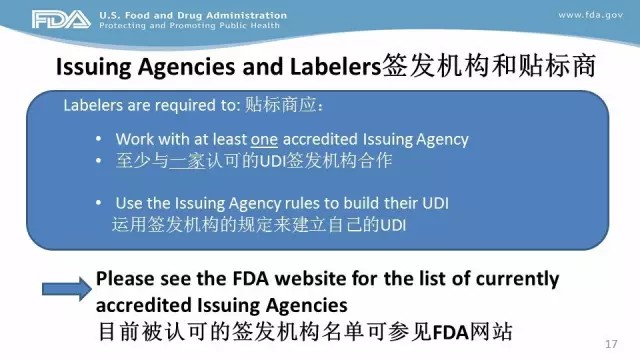 FDA U.S. Food and Drug Administration
Protecting and Promoting Public Health
www.fda.gov
Issuing Agencies and Labelers签发机构和贴标商
Labelers are required to: 贴标商应：
• Work with at least one accredited Issuing Agency
• 至少与一家认可的UDI签发机构合作
• Use the Issuing Agency rules to build their UDI
运用签发机构的规定来建立自己的UDI
Please see the FDA website for the list of currently
accredited Issuing Agencies
目前被认可的签发机构名单可参见FDA网站
17